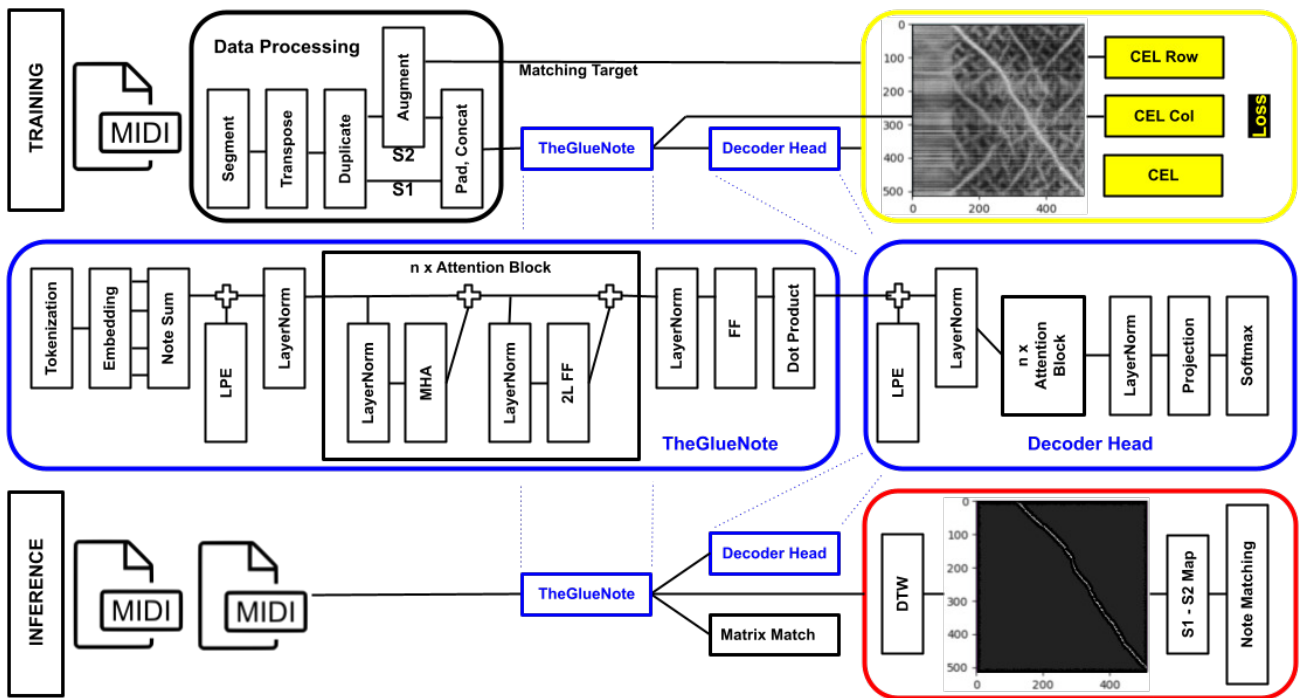 TRAINING
MIDI
Data Processing
Segment
Transpose
Duplicate
Augment
S2
S1
Pad, Concat
Matching Target
TheGlueNote
Decoder Head
0
100
200
300
400
500
0
200
400
CEL Row
CEL Col
CEL
Loss
Tokenization
Embedding
Note Sum
LPE
LayerNorm
n x Attention Block
LayerNorm
MHA
LayerNorm
2L FF
LayerNorm
FF
Dot Product
TheGlueNote
LPE
LayerNorm
n x
Attention
Block
LayerNorm
Projection
Softmax
Decoder Head
INFERENCE
MIDI
MIDI
TheGlueNote
Decoder Head
Matrix Match
DTW
0
100
200
300
400
500
0
200
400
S1 - S2 Map
Note Matching